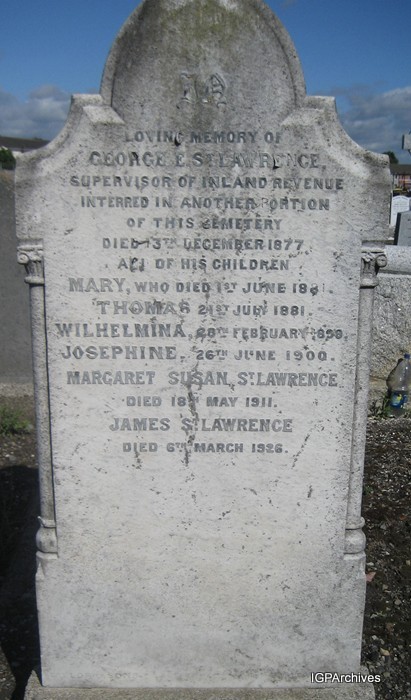 IN
LOVING MEMORY OF
GEORGE E. ST LAWRENCE,
SUPERVISOR OF INLAND REVENUE
INTERRED IN ANOTHER PORTION
OF THIS CEMETERY
DIED 13TH DECEMBER 1877
OF HIS CHILDREN
MARY, WHO DIED 1ST JUNE
THOMAS 21ST JULY 1881.
WILHELMINA, 28TH FEBRUARY
JOSEPHINE, 26TH JUNE 1900.
MARGARET SUSAN, ST LAWRENCE
DIED 18TH MAY 1911.
JAMES ST LAWRENCE
DIED 6TH MARCH 1926.
IGPArchives